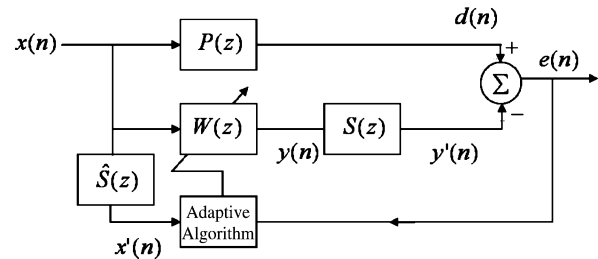 d(n)
x(n)
P(z)
+
e(n)
Σ
−
W(z)
S(z)
y(n)
y'(n)
Ŝ(z)
Adaptive
Algorithm
x'(n)